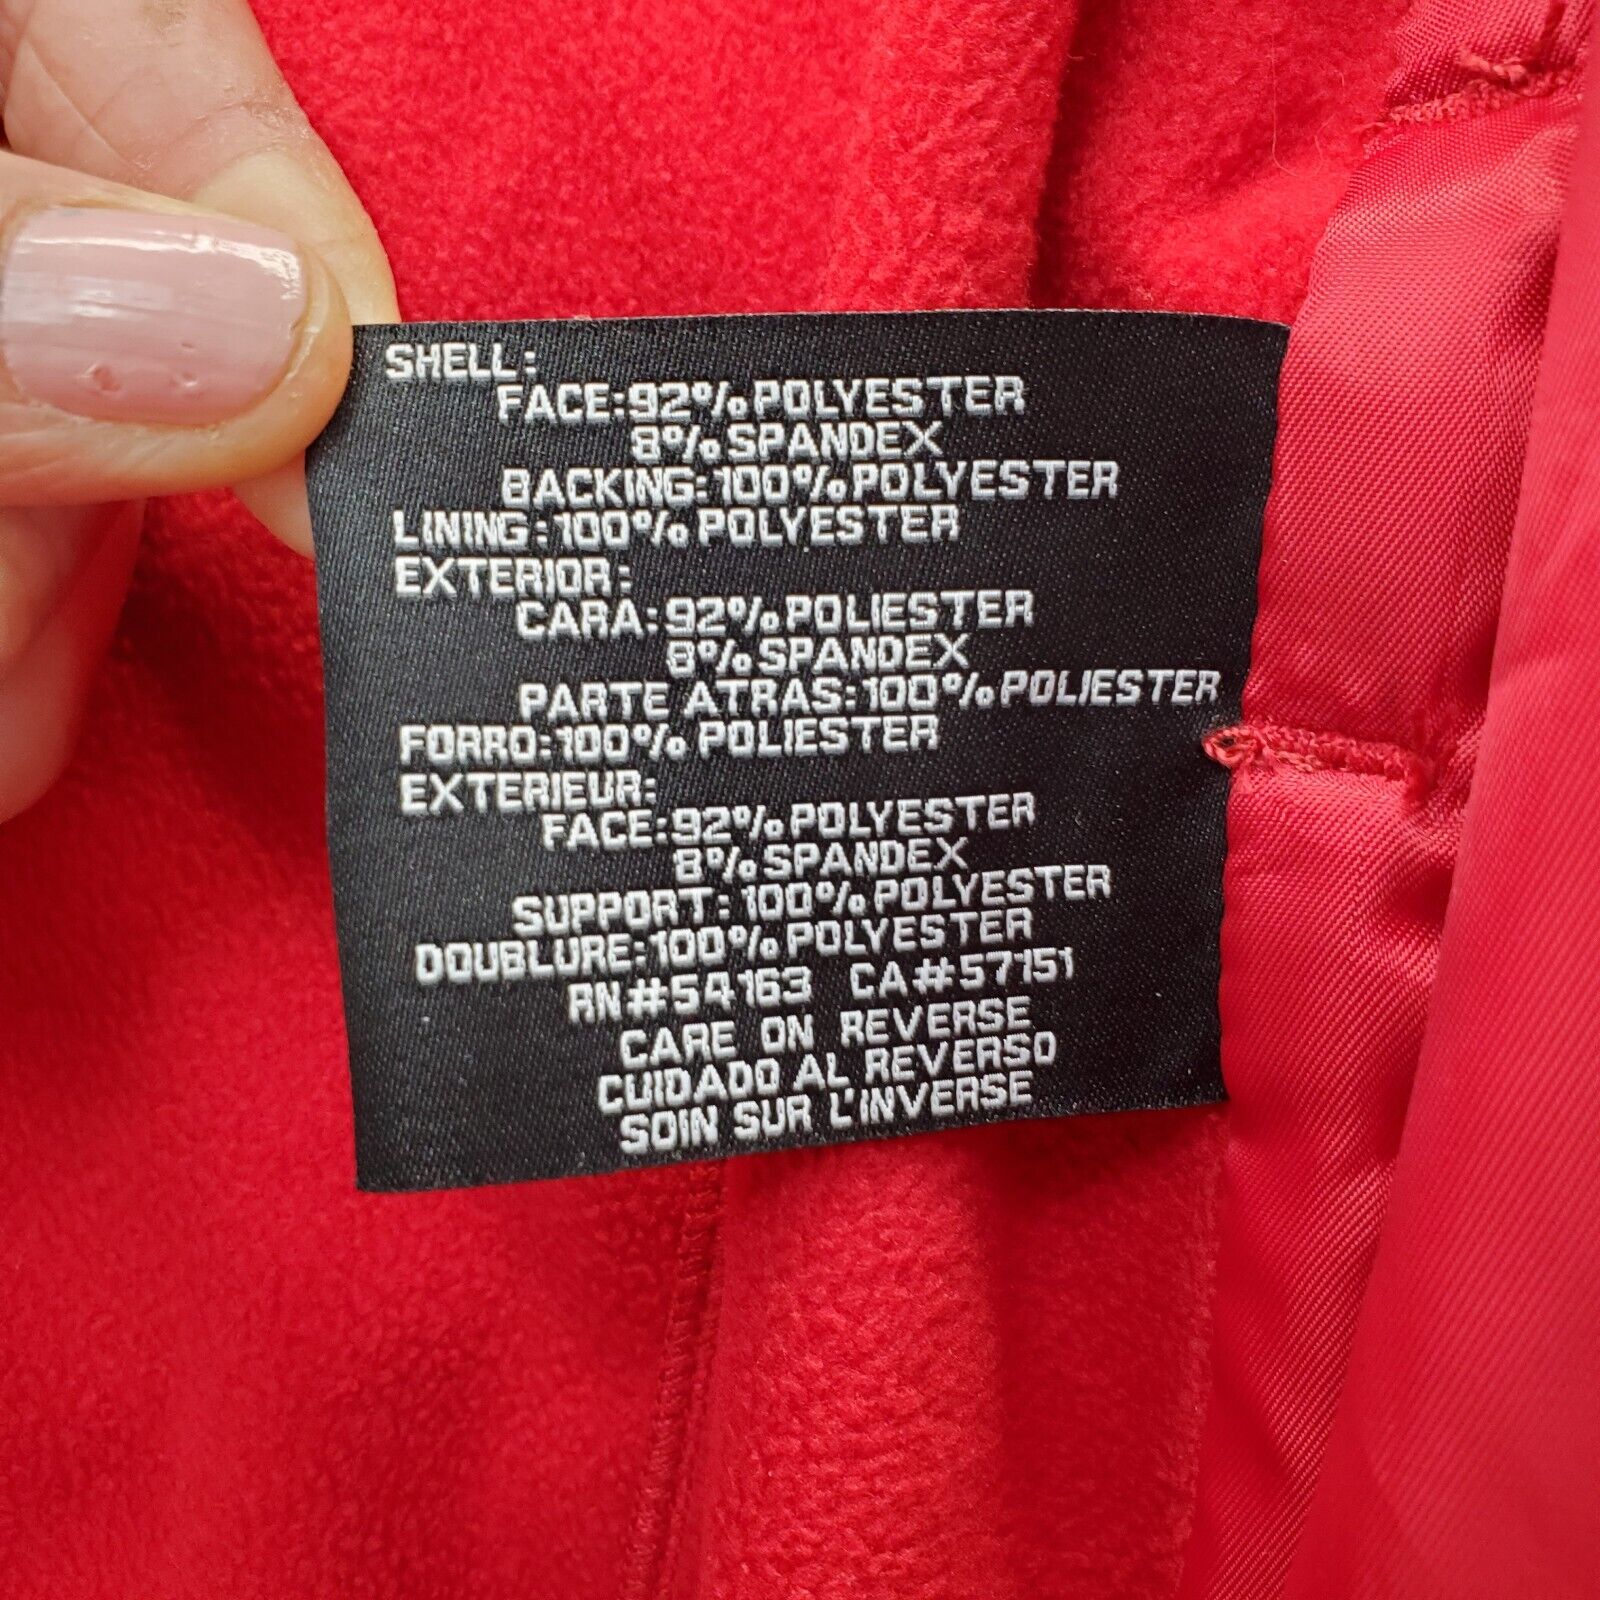 SHELL:
FACE:92% POLYESTER
8% SPANDEX
BACKING:100% POLYESTER
LINING:100% POLYESTER
EXTERIOR:
CARA:92% POLIESTER
8% SPANDEX
PARTE ATRAS:100% POLIESTER
FORRO:100% POLIESTER
EXTERIEUR:
FACE:92% POLYESTER
8% SPANDEX
SUPPORT:100% POLYESTER
DOUBLURE:100% POLYESTER
RN#54163 CA#57151
CARE ON REVERSE
CUIDADO AL REVERSO
SOIN SUR L'INVERSE